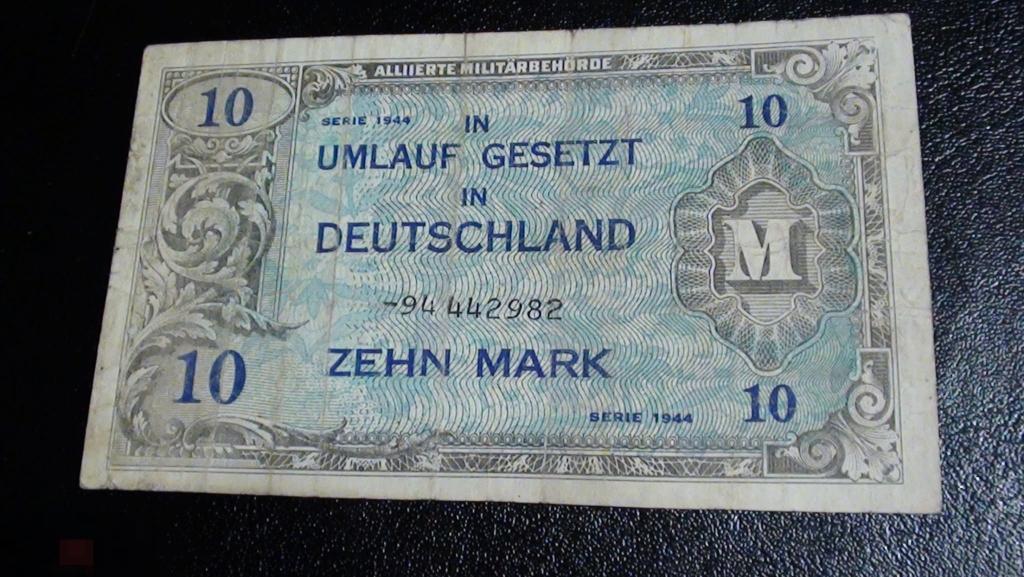 ALLIIERTE MILITÄRBEHÖRDE
10
10
SERIE 1944
IN
UMLAUF GESETZT
IN
DEUTSCHLAND
M
-94 442982
10
ZEHN MARK
10
SERIE 1944